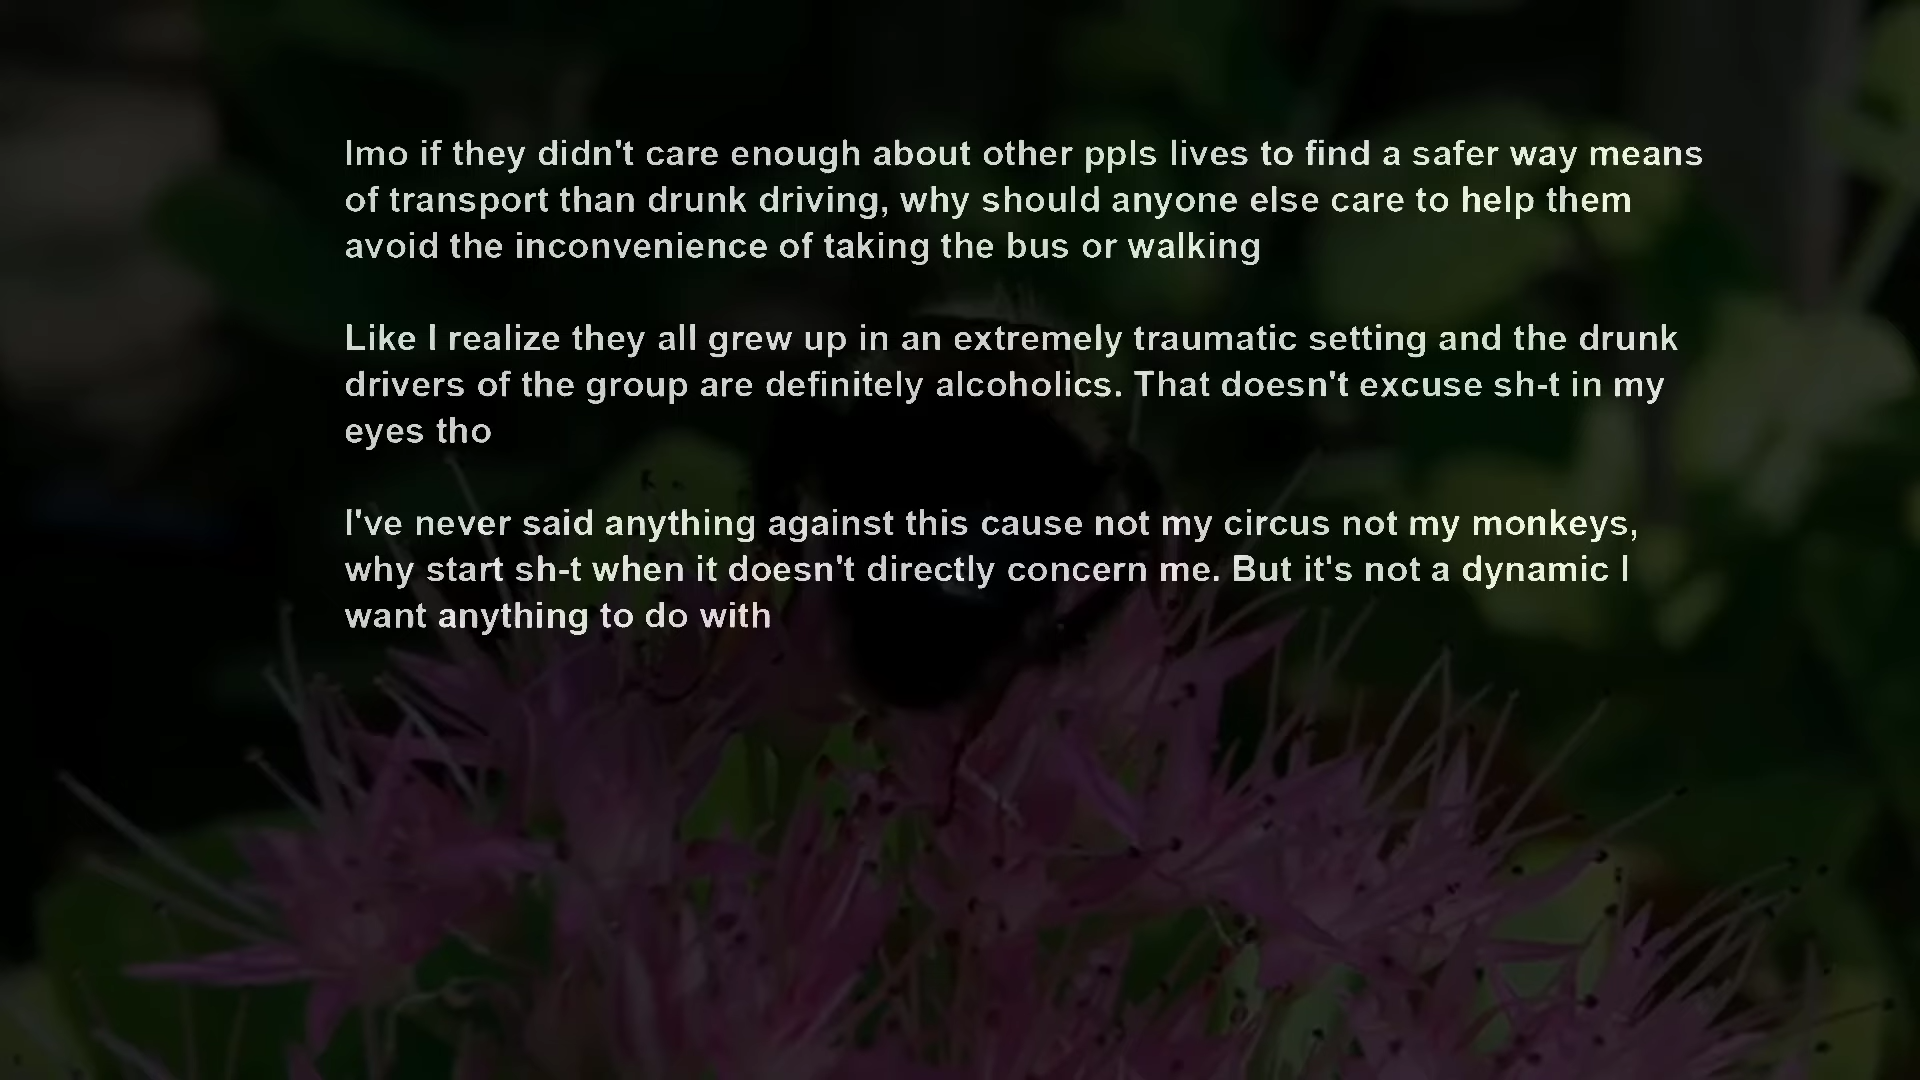 Imo if they didn't care enough about other ppls lives to find a safer way means
of transport than drunk driving, why should anyone else care to help them
avoid the inconvenience of taking the bus or walking
Like I realize they all grew up in an extremely traumatic setting and the drunk
drivers of the group are definitely alcoholics. That doesn't excuse sh-t in my
eyes tho
I've never said anything against this cause not my circus not my monkeys,
why start sh-t when it doesn't directly concern me. But it's not a dynamic I
want anything to do with